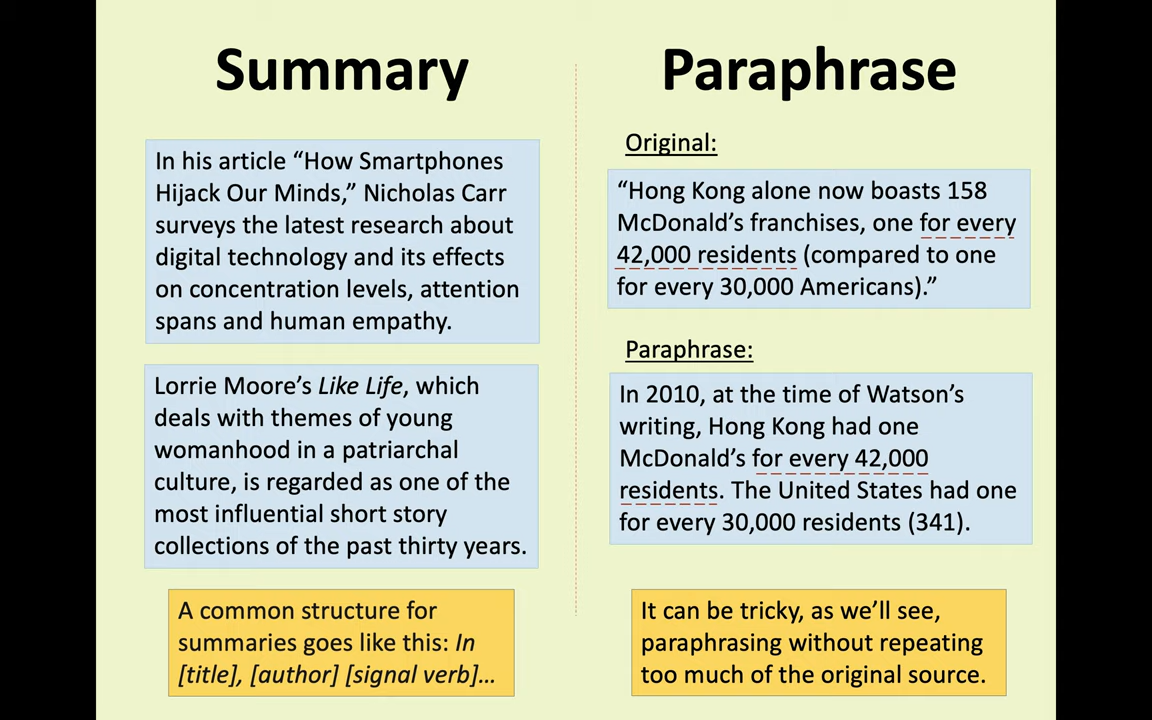 Summary
In his article “How Smartphones
Hijack Our Minds,” Nicholas Carr
surveys the latest research about
digital technology and its effects
on concentration levels, attention
spans and human empathy.
Lorrie Moore’s Like Life, which
deals with themes of young
womanhood in a patriarchal
culture, is regarded as one of the
most influential short story
collections of the past thirty years.
A common structure for
summaries goes like this: In
[title], [author] [signal verb]...
Paraphrase
Original:
“Hong Kong alone now boasts 158
McDonald’s franchises, one for every
42,000 residents (compared to one
for every 30,000 Americans).”
Paraphrase:
In 2010, at the time of Watson’s
writing, Hong Kong had one
McDonald’s for every 42,000
residents. The United States had one
for every 30,000 residents (341).
It can be tricky, as we’ll see,
paraphrasing without repeating
too much of the original source.